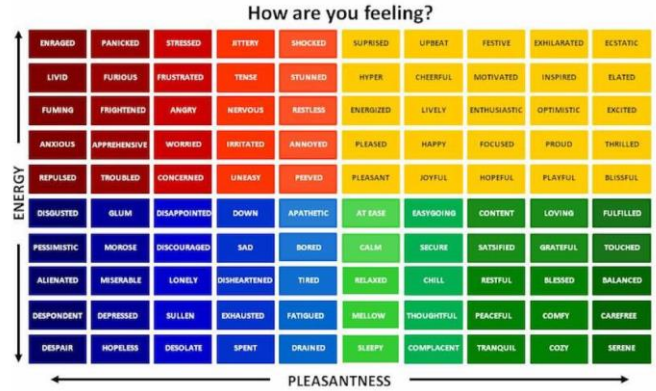 How are you feeling?
ENRAGED PANICKED STRESSED JITTERY SHOCKED SUPRISED UPBEAT FESTIVE EXHILARATED ECSTATIC
LIVID FURIOUS FRUSTRATED TENSE STUNNED HYPER CHEERFUL MOTIVATED INSPIRED ELATED
FUMING FRIGHTENED ANGRY NERVOUS RESTLESS ENERGIZED LIVELY ENTHUSIASTIC OPTIMISTIC EXCITED
ANXIOUS APPREHENSIVE WORRIED IRRITATED ANNOYED PLEASED HAPPY FOCUSED PROUD THRILLED
REPULSED TROUBLED CONCERNED UNEASY PEEVED PLEASANT JOYFUL HOPEFUL PLAYFUL BLISSFUL
ENERGY
DISGUSTED GLUM DISAPPOINTED DOWN APATHETIC AT EASE EASYGOING CONTENT LOVING FULFILLED
PESSIMISTIC MOROSE DISCOURAGED SAD BORED CALM SECURE SATSIFIED GRATEFUL TOUCHED
ALIENATED MISERABLE LONELY DISHEARTENED TIRED RELAXED CHILL RESTFUL BLESSED BALANCED
DESPONDENT DEPRESSED SULLEN EXHAUSTED FATIGUED MELLOW THOUGHTFUL PEACEFUL COMFY CAREFREE
DESPAIR HOPELESS DESOLATE SPENT DRAINED SLEEPY COMPLACENT TRANQUIL COZY SERENE
PLEASANTNESS